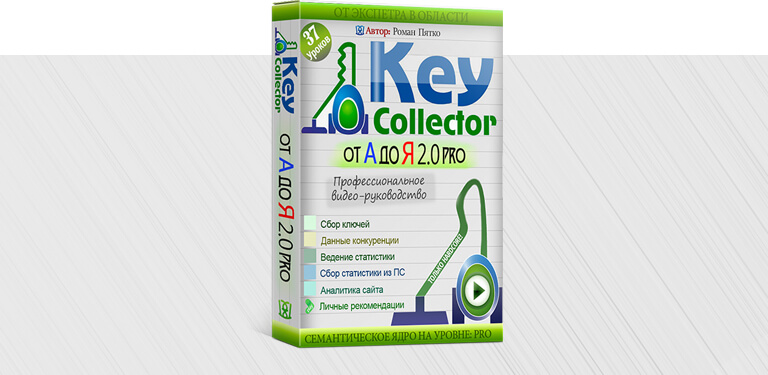 ОТ ЭКСПЕТРА В ОБЛАСТИ
Автор: Роман Пятко
37
Уроков
Key
Collector
от А до Я 2.0 PRO
Профессиональное
видео-руководство
Сбор ключей
Данные конкуренции
Ведение статистики
Сбор статистики из ПС
Аналитика сайта
Личные рекомендации
СЕМАНТИЧЕСКОЕ ЯДРО НА УРОВНЕ: PRO
Key
Collector
от А до Я 2.0 PRO